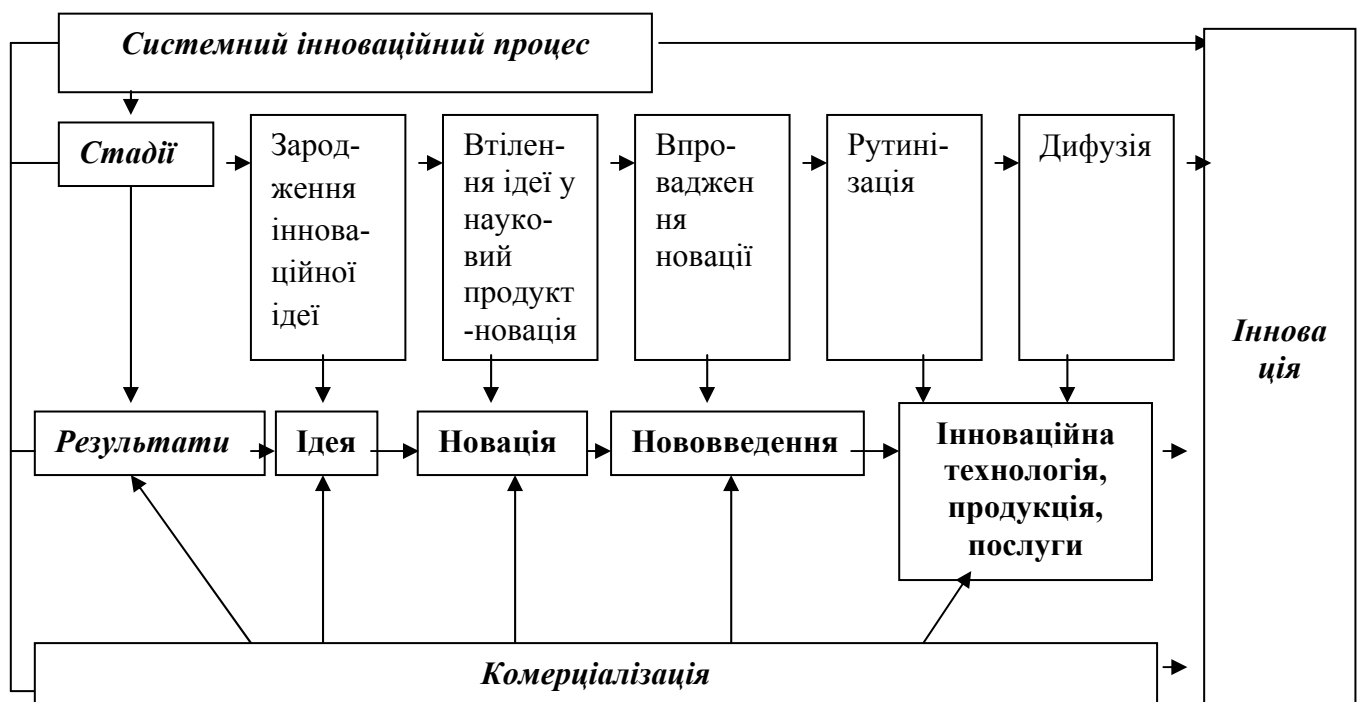 Системний інноваційний процес
Стадії
Зарод-
ження
іннова-
ційної
ідеї
Втілен-
ня ідеї у
науко-
вий
продукт
-новація
Впро-
ваджен
ня
новації
Рутині-
зація
Дифузія
Іннова
ція
Результати
Ідея
Новація
Нововведення
Інноваційна
технологія,
продукція,
послуги
Комерціалізація